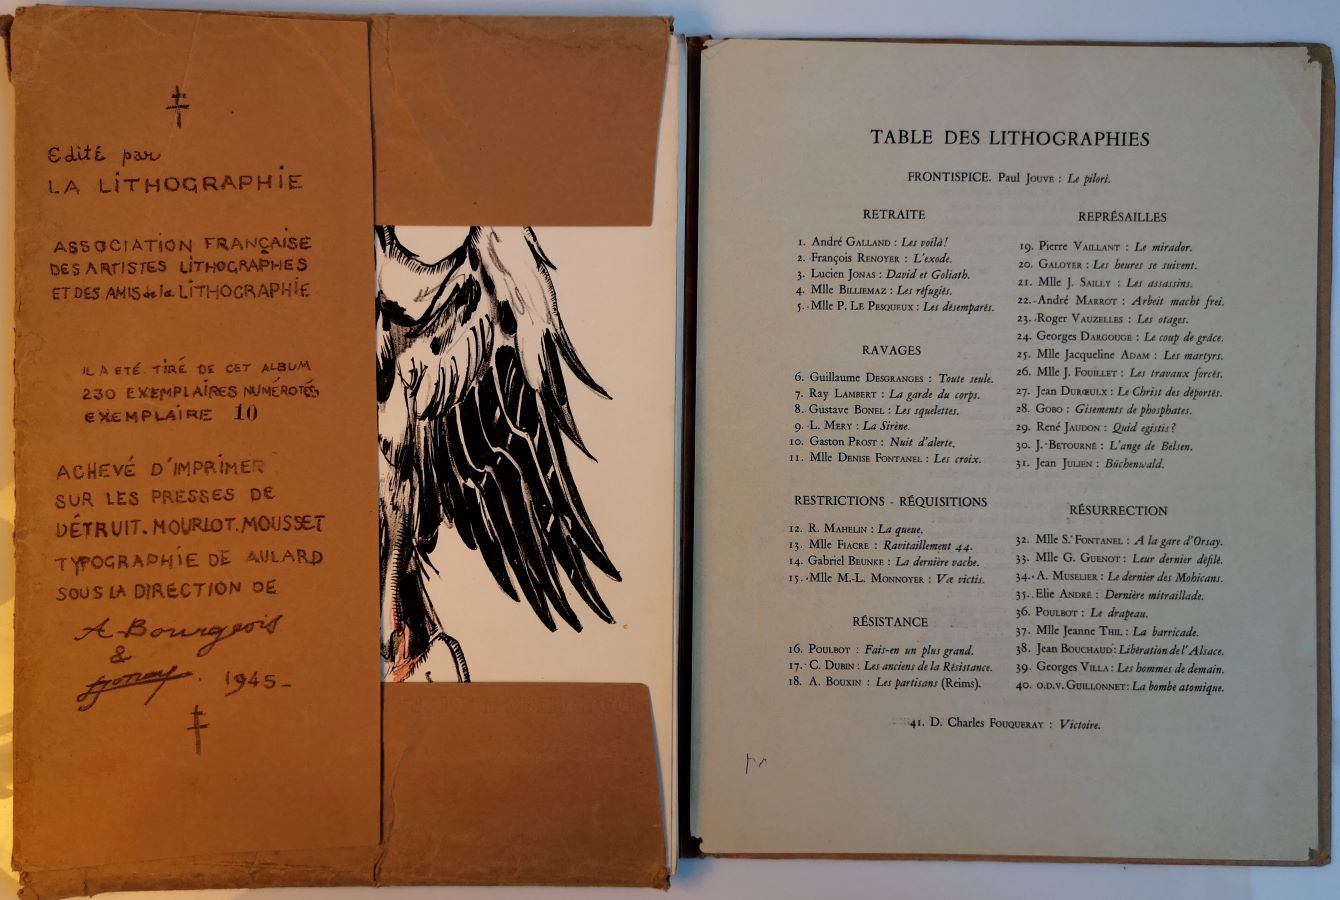 Edité par
LA LITHOGRAPHIE
ASSOCIATION FRANÇAISE
DES ARTISTES LITHOGRAPHES
ET DES AMIS de la LITHOGRAPHIE
IL A ETÉ TIRÉ DE CET ALBUM
230 EXEMPLAIRES NUMÉROTÉS
EXEMPLAIRE 10
ACHEVÉ D'IMPRIMER
SUR LES PRESSES DE
DÉTRUIT. MOURLOT. MOUSSET
TYPOGRAPHIE DE AULARD
SOUS LA DIRECTION DE
A Bourgeois
&
1945_
TABLE DES LITHOGRAPHIES
FRONTISPICE. Paul JOUVE : Le pilori.
RETRAITE
1. André GALLAND : Les voilà!
2. François RENOYER : L'exode.
3. Lucien JONAS : David et Goliath.
4. Mlle BILLIEMAZ : Les réfugiés.
5. Mlle P. LE PESQUEUX : Les désemparés.
RAVAGES
6. Guillaume DESGRANGES : Toute seule.
7. Ray LAMBERT : La garde du corps.
8. Gustave BONEL : Les squelettes.
9. L. MERY : La Sirène.
10. Gaston PROST : Nuit d'alerte.
11. Mlle DENISE FONTANEL : Les croix.
RESTRICTIONS - RÉQUISITIONS
12. R. MAHELIN : La queue.
13. Mlle FIACRE : Ravitaillement 44.
14. Gabriel BEUNKE : La dernière vache.
15. Mlle M.-L. MONNOYER : Væ victis.
RÉSISTANCE
16. POULBOT : Fais-en un plus grand.
17. C. DUBIN : Les anciens de la Résistance.
18. A. BOUXIN : Les partisans (Reims).
REPRÉSAILLES
19. Pierre VAILLANT : Le mirador.
20. GALOYER : Les heures se suivent.
21. Mlle J. SAILLY : Les assassins.
22. André MARROT : Arbeit macht frei.
23. Roger VAUZELLES : Les otages.
24. Georges DARGOUGE : Le coup de grâce.
25. Mlle Jacqueline ADAM : Les martyrs.
26. Mlle J. FOUILLET : Les travaux forcés.
27. Jean DURŒULX : Le Christ des déportés.
28. GOBO : Gisements de phosphates.
29. René JAUDON : Quid egistis ?
30. J. BETOURNÉ : L'ange de Belsen.
31. Jean JULIEN : Büchenwald.
RÉSURRECTION
32. Mlle S. FONTANEL : A la gare d'Orsay.
33. Mlle G. GUENOT : Leur dernier défilé.
34. A. MUSELIER : Le dernier des Mohicans.
35. Elie ANDRÉ : Dernière mitraillade.
36. POULBOT : Le drapeau.
37. Mlle Jeanne THIL : La barricade.
38. Jean BOUCHAUD : Libération de l'Alsace.
39. Georges VILLA : Les hommes de demain.
40. O.D.V. GUILLONNET : La bombe atomique.
41. D. Charles FOUQUERAY : Victoire.